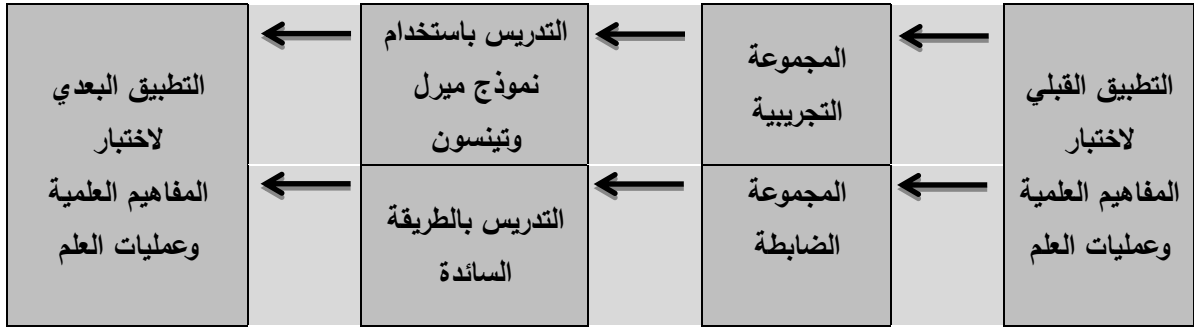 التطبيق القبلي
لاختبار
المفاهيم العلمية
وعمليات العلم
المجموعة
التجريبية
التدريس باستخدام
نموذج ميرل
وتينسون
المجموعة
الضابطة
التدريس بالطريقة
السائدة
التطبيق البعدي
لاختبار
المفاهيم العلمية
وعمليات العلم